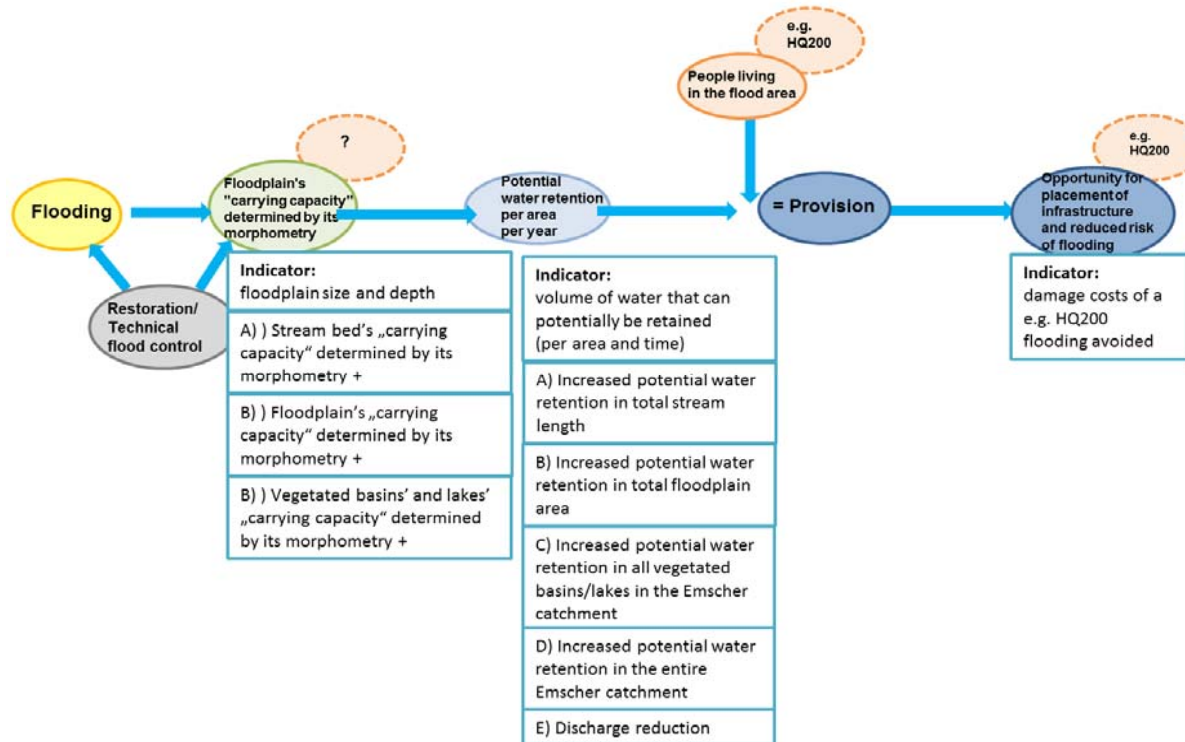 e.g.
HQ200
People living
in the flood area
?
e.g.
HQ200
Flooding
Floodplain's
"carrying capacity"
determined by its
morphometry
Potential
water retention
per area
per year
= Provision
Opportunity for
placement of
infrastructure
and reduced risk
of flooding
Restoration/
Technical
flood control
Indicator:
floodplain size and depth
A) ) Stream bed's „carrying
capacity“ determined by its
morphometry +
B) ) Floodplain's „carrying
capacity“ determined by its
morphometry +
B) ) Vegetated basins’ and lakes’
„carrying capacity“ determined
by its morphometry +
Indicator:
volume of water that can
potentially be retained
(per area and time)
A) Increased potential water
retention in total stream
length
B) Increased potential water
retention in total floodplain
area
C) Increased potential water
retention in all vegetated
basins/lakes in the Emscher
catchment
D) Increased potential water
retention in the entire
Emscher catchment
E) Discharge reduction
Indicator:
damage costs of a
e.g. HQ200
flooding avoided